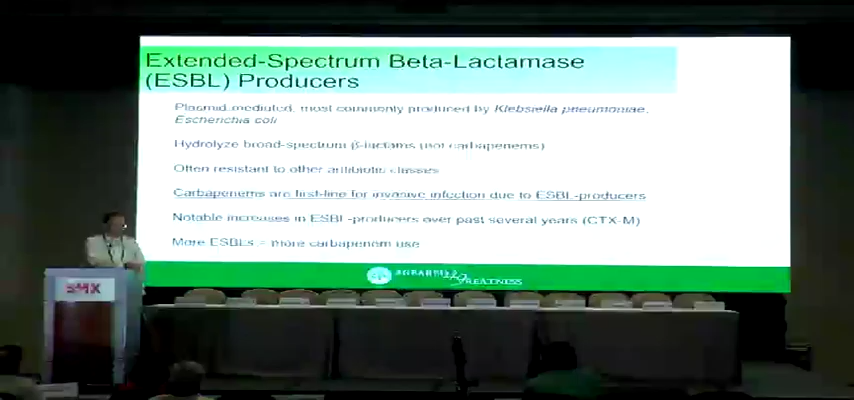 Extended-Spectrum Beta-Lactamase
(ESBL) Producers
Plasmid-mediated, most commonly produced by Klebsiella pneumoniae,
Escherichia coli
Hydrolyze broad-spectrum β-lactams (not carbapenems)
Often resistant to other antibiotic classes
Carbapenems are first-line for invasive infection due to ESBL-producers
Notable increases in ESBL-producers over past several years (CTX-M)
More ESBLs = more carbapenem use
GREATNESS
SMX